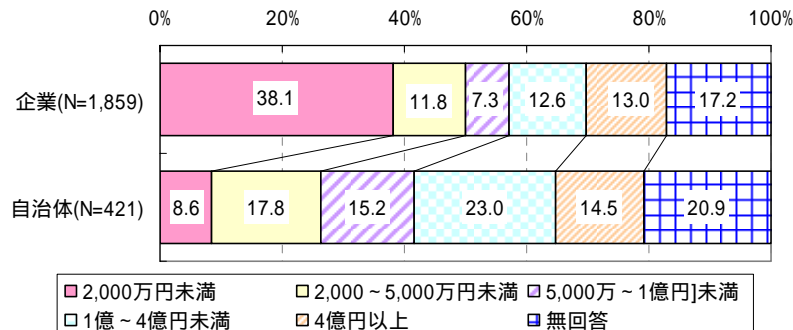 0% 20% 40% 60% 80% 100%
企業(N=1,859) 38.1 11.8 7.3 12.6 13.0 17.2
自治体(N=421) 8.6 17.8 15.2 23.0 14.5 20.9
2,000万円未満 2,000~5,000万円未満 5,000万~1億円]未満
1億~4億円未満 4億円以上 無回答